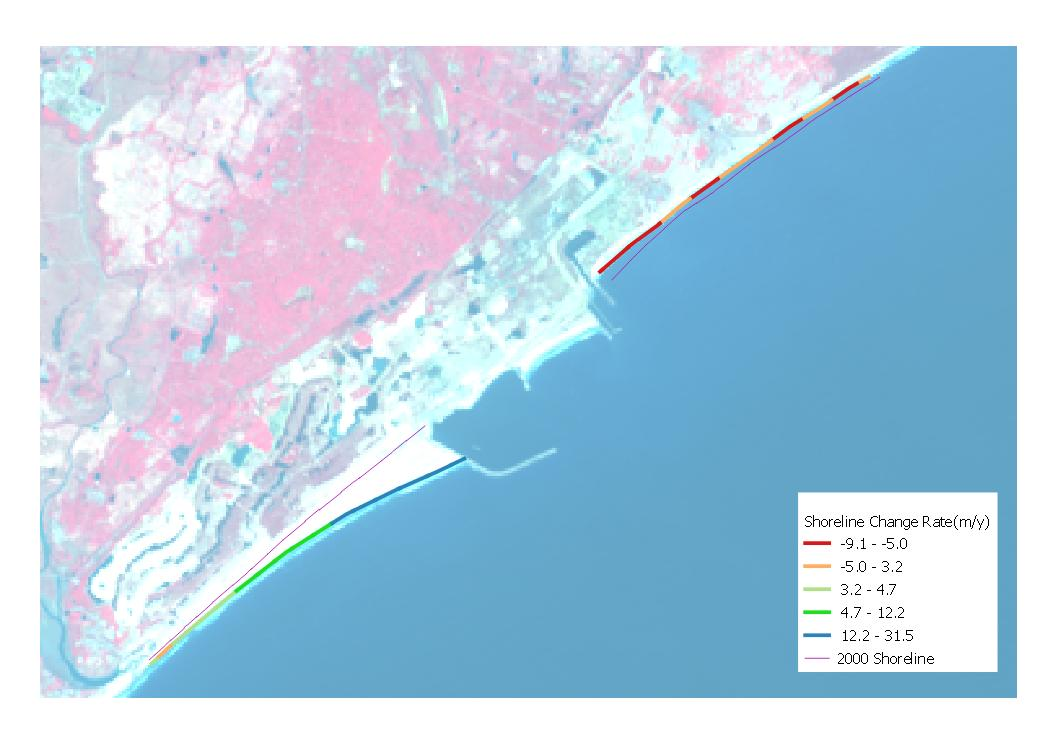 Shoreline Change Rate(m/y)
-9.1 - -5.0
-5.0 - 3.2
3.2 - 4.7
4.7 - 12.2
12.2 - 31.5
2000 Shoreline